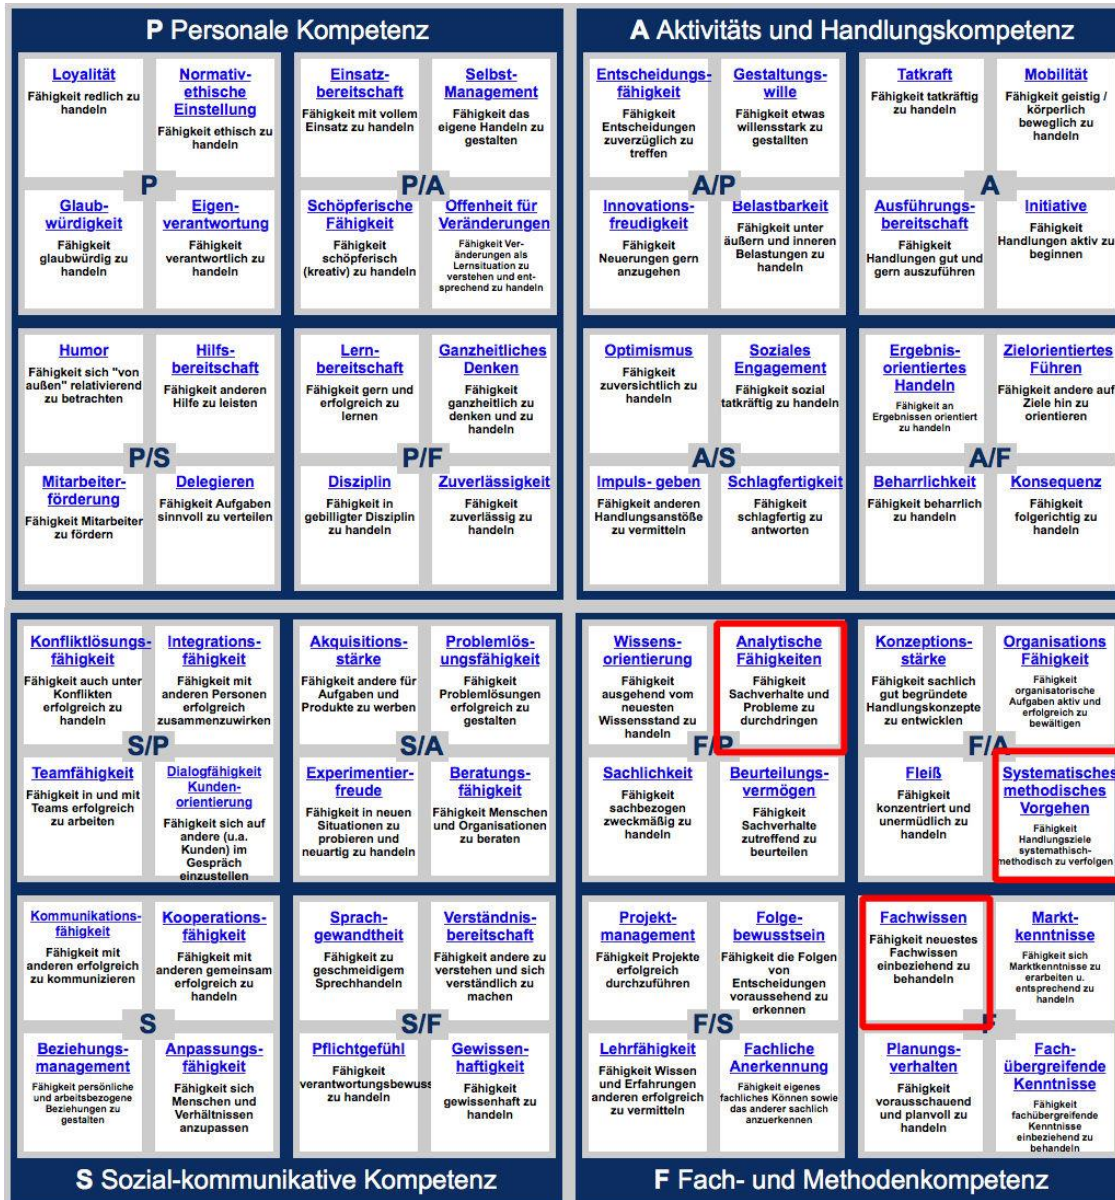 P Personale Kompetenz
Loyalität
Fähigkeit redlich zu
handeln
Normativ-
ethische
Einstellung
Fähigkeit ethisch zu
handeln
P
Glaub-
würdigkeit
Fähigkeit
glaubwürdig zu
handeln
Eigen-
verantwortung
Fähigkeit
verantwortlich zu
handeln
Einsatz-
bereitschaft
Fähigkeit mit vollem
Einsatz zu handeln
Selbst-
Management
Fähigkeit das
eigene Handeln zu
gestalten
P/A
Schöpferische
Fähigkeit
Fähigkeit
schöpferisch
(kreativ) zu handeln
Offenheit für
Veränderungen
Fähigkeit Ver-
änderungen als
Lernsituation zu
verstehen und ent-
sprechend zu handeln
Humor
Fähigkeit sich "von
außen" relativierend
zu betrachten
Hilfs-
bereitschaft
Fähigkeit anderen
Hilfe zu leisten
P/S
Mitarbeiter-
förderung
Fähigkeit Mitarbeiter
zu fördern
Delegieren
Fähigkeit Aufgaben
sinnvoll zu verteilen
Lern-
bereitschaft
Fähigkeit gern und
erfolgreich zu
lernen
Ganzheitliches
Denken
Fähigkeit
ganzheitlich zu
denken und zu
handeln
P/F
Disziplin
Fähigkeit in
gebilligter Disziplin
zu handeln
Zuverlässigkeit
Fähigkeit
zuverlässig zu
handeln
A Aktivitäts und Handlungskompetenz
Entscheidungs-
fähigkeit
Fähigkeit
Entscheidungen
zuverzüglich zu
treffen
Gestaltungs-
wille
Fähigkeit etwas
willensstark zu
gestallten
A/P
Innovations-
freudigkeit
Fähigkeit
Neuerungen gern
anzugehen
Belastbarkeit
Fähigkeit unter
äußern und inneren
Belastungen zu
handeln
Tatkraft
Fähigkeit tatkräftig
zu handeln
Mobilität
Fähigkeit geistig /
körperlich
beweglich zu
handeln
A
Ausführungs-
bereitschaft
Fähigkeit
Handlungen gut und
gern auszuführen
Initiative
Fähigkeit
Handlungen aktiv zu
beginnen
Optimismus
Fähigkeit
zuversichtlich zu
handeln
Soziales
Engagement
Fähigkeit sozial
tatkräftig zu handeln
A/S
Impuls- geben
Fähigkeit anderen
Handlungsanstöße
zu vermitteln
Schlagfertigkeit
Fähigkeit
schlagfertig zu
antworten
Ergebnis-
orientiertes
Handeln
Fähigkeit an
Ergebnissen orientiert
zu handeln
Zielorientiertes
Führen
Fähigkeit andere auf
Ziele hin zu
orientieren
A/F
Beharrlichkeit
Fähigkeit beharrlich
zu handeln
Konsequenz
Fähigkeit
folgerichtig zu
handeln
Konfliktlösungs-
fähigkeit
Fähigkeit auch unter
Konflikten
erfolgreich zu
handeln
Integrations-
fähigkeit
Fähigkeit mit
anderen Personen
erfolgreich
zusammenzuwirken
S/P
Teamfähigkeit
Fähigkeit in und mit
Teams erfolgreich
zu arbeiten
Dialogfähigkeit
Kunden-
orientierung
Fähigkeit sich auf
andere (u.a.
Kunden) im
Gespräch
einzustellen
Akquisitions-
stärke
Fähigkeit andere für
Aufgaben und
Produkte zu werben
Problemlös-
ungsfähigkeit
Fähigkeit
Problemlösungen
erfolgreich zu
gestalten
S/A
Experimentier-
freude
Fähigkeit in neuen
Situationen zu
probieren und
neuartig zu handeln
Beratungs-
fähigkeit
Fähigkeit Menschen
und Organisationen
zu beraten
Kommunikations-
fähigkeit
Fähigkeit mit
anderen erfolgreich
zu kommunizieren
Kooperations-
fähigkeit
Fähigkeit mit
anderen gemeinsam
erfolgreich zu
handeln
S
Beziehungs-
management
Fähigkeit persönliche
und arbeitsbezogene
Beziehungen zu
gestalten
Anpassungs-
fähigkeit
Fähigkeit sich
Menschen und
Verhältnissen
anzupassen
Sprach-
gewandtheit
Fähigkeit zu
geschmeidigem
Sprechhandeln
Verständnis-
bereitschaft
Fähigkeit andere zu
verstehen und sich
verständlich zu
machen
S/F
Pflichtgefühl
Fähigkeit
verantwortungsbewuss
zu handeln
Gewissen-
haftigkeit
Fähigkeit
gewissenhaft zu
handeln
S Sozial-kommunikative Kompetenz
Wissens-
orientierung
Fähigkeit
ausgehend vom
neuesten
Wissensstand zu
handeln
Analytische
Fähigkeiten
Fähigkeit
Sachverhalte und
Probleme zu
durchdringen
F/P
Sachlichkeit
Fähigkeit
sachbezogen
zweckmäßig zu
handeln
Beurteilungs-
vermögen
Fähigkeit
Sachverhalte
zutreffend zu
beurteilen
Konzeptions-
stärke
Fähigkeit sachlich
gut begründete
Handlungskonzepte
zu entwicklen
Organisations
Fähigkeit
Fähigkeit
organisatorische
Aufgaben aktiv und
erfolgreich zu
bewältigen
F/A
Fleiß
Fähigkeit
konzentriert und
unermüdlich zu
handeln
Systematisches
methodisches
Vorgehen
Fähigkeit
Handlungsziele
systemathisch-
methodisch zu verfolgen
Projekt-
management
Fähigkeit Projekte
erfolgreich
durchzuführen
Folge-
bewusstsein
Fähigkeit die Folgen
von
Entscheidungen
voraussehend zu
erkennen
F/S
Lehrfähigkeit
Fähigkeit Wissen
und Erfahrungen
anderen erfolgreich
zu vermitteln
Fachliche
Anerkennung
Fähigkeit eigenes
fachliches Können sowie
das anderer sachlich
anzuerkennen
Fachwissen
Fähigkeit neuestes
Fachwissen
einbeziehend zu
behandeln
Markt-
kenntnisse
Fähigkeit sich
Marktkenntnisse zu
erarbeiten u.
entsprechend zu
handeln
F
Planungs-
verhalten
Fähigkeit
vorausschauend
und planvoll zu
handeln
Fach-
übergreifende
Kenntnisse
Fähigkeit
fachübergreifende
Kenntnisse
einbeziehend zu
behandeln
F Fach- und Methodenkompetenz